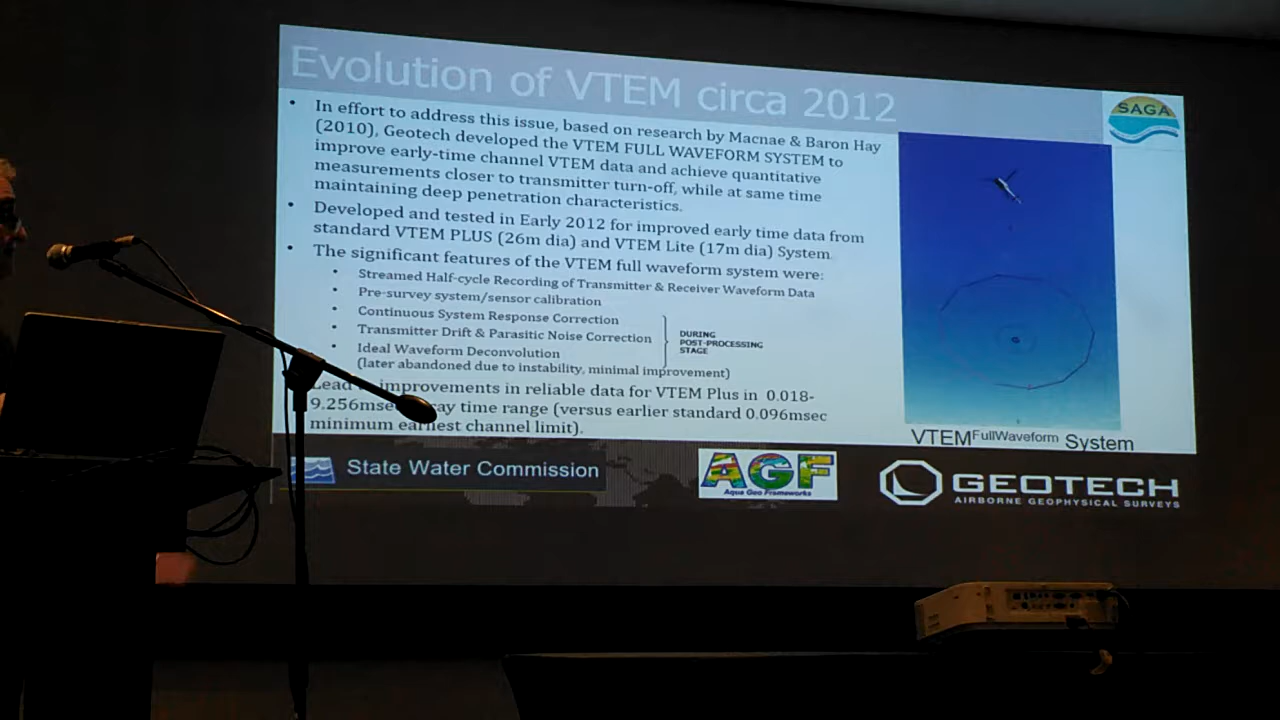 Evolution of VTEM circa 2012
SAGA
• In effort to address this issue, based on research by Macnae & Baron Hay
(2010), Geotech developed the VTEM FULL WAVEFORM SYSTEM to
improve early-time channel VTEM data and achieve quantitative
measurements closer to transmitter turn-off, while at same time
maintaining deep penetration characteristics.
• Developed and tested in Early 2012 for improved early time data from
standard VTEM PLUS (26m dia) and VTEM Lite (17m dia) System.
• The significant features of the VTEM full waveform system were:
• Streamed Half-cycle Recording of Transmitter & Receiver Waveform Data
• Pre-survey system/sensor calibration
• Continuous System Response Correction
• Transmitter Drift & Parasitic Noise Correction
• Ideal Waveform Deconvolution
(later abandoned due to instability, minimal improvement)
DURING
POST-PROCESSING
STAGE
Lead improvements in reliable data for VTEM Plus in 0.018-
9.256mse time range (versus earlier standard 0.096msec
minimum earliest channel limit).
VTEMFullWaveform System
State Water Commission
AGF
Aqua Geo Frameworks
GEOTECH
AIRBORNE GEOPHYSICAL SURVEYS